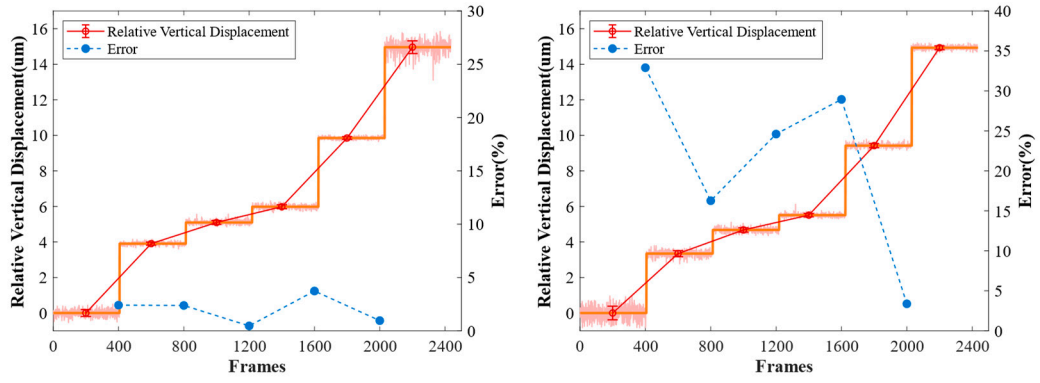 Relative Vertical Displacement(um)
16
14
12
10
8
6
4
2
0
Relative Vertical Displacement
Error
30
25
20
15
10
5
0
Error(%)
0 400 800 1200 1600 2000 2400
Frames
Relative Vertical Displacement(um)
16
14
12
10
8
6
4
2
0
Relative Vertical Displacement
Error
40
35
30
25
20
15
10
5
0
Error(%)
0 400 800 1200 1600 2000 2400
Frames